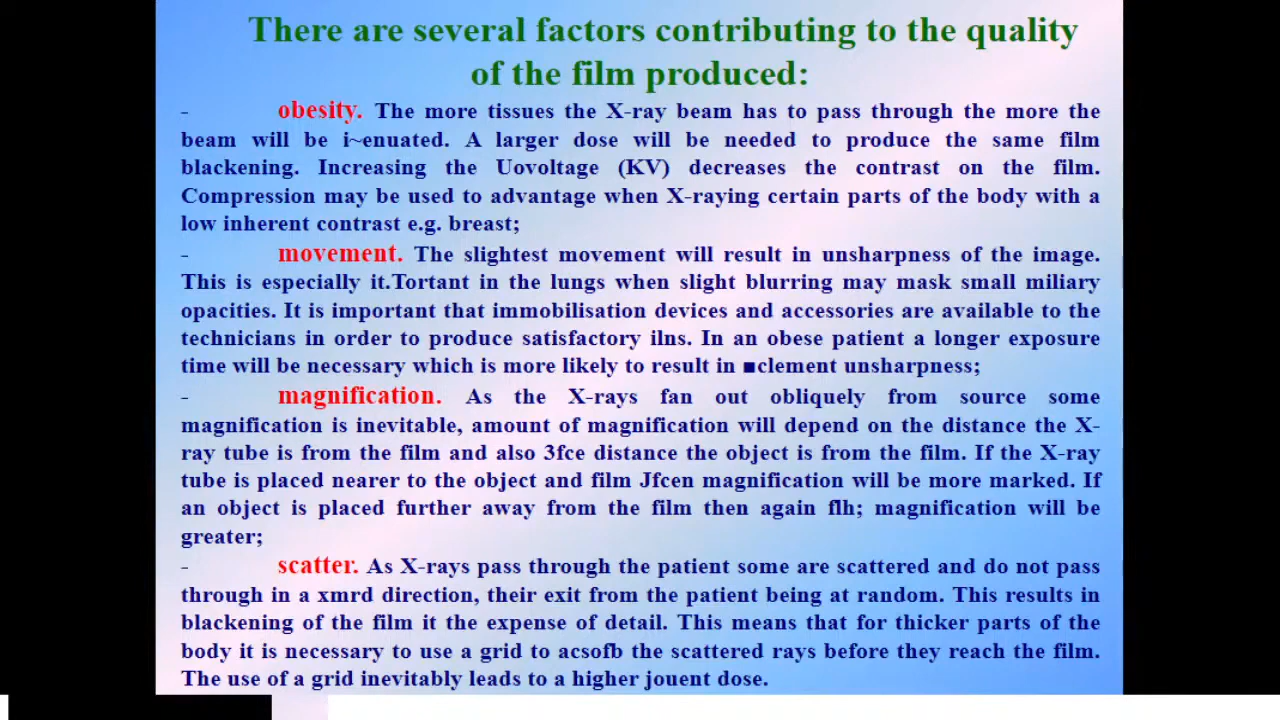 There are several factors contributing to the quality
of the film produced:
- obesity. The more tissues the X-ray beam has to pass through the more the
beam will be i~enuated. A larger dose will be needed to produce the same film
blackening. Increasing the Uovoltage (KV) decreases the contrast on the film.
Compression may be used to advantage when X-raying certain parts of the body with a
low inherent contrast e.g. breast;
- movement. The slightest movement will result in unsharpness of the image.
This is especially it.Tortant in the lungs when slight blurring may mask small miliary
opacities. It is important that immobilisation devices and accessories are available to the
technicians in order to produce satisfactory ilns. In an obese patient a longer exposure
time will be necessary which is more likely to result in ■clement unsharpness;
- magnification. As the X-rays fan out obliquely from source some
magnification is inevitable, amount of magnification will depend on the distance the X-
ray tube is from the film and also 3fce distance the object is from the film. If the X-ray
tube is placed nearer to the object and film Jfcen magnification will be more marked. If
an object is placed further away from the film then again flh; magnification will be
greater;
- scatter. As X-rays pass through the patient some are scattered and do not pass
through in a xmrd direction, their exit from the patient being at random. This results in
blackening of the film it the expense of detail. This means that for thicker parts of the
body it is necessary to use a grid to acsofb the scattered rays before they reach the film.
The use of a grid inevitably leads to a higher jouent dose.